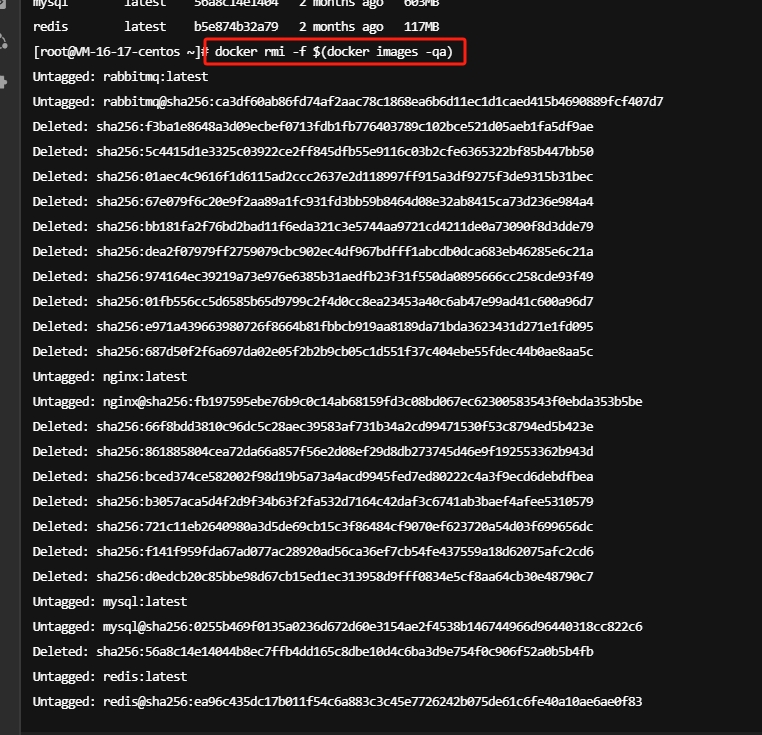 mysql latest 56a8c14e1404 2 months ago 603MB
redis latest b5e874b32a79 2 months ago 117MB
[root@VM-16-17-centos ~]# docker rmi -f $(docker images -qa)
Untagged: rabbitmq:latest
Untagged: rabbitmq@sha256:ca3df60ab86fd74af2aac78c1868ea6b6d11ec1d1caed415b4690889fcf407d7
Deleted: sha256:f3ba1e8648a3d09ecbef0713fdb1fb776403789c102bce521d05aeb1fa5df9ae
Deleted: sha256:5c4415d1e3325c03922ce2ff845dfb55e9116c03b2cfe6365322bf85b447bb50
Deleted: sha256:01aec4c9616f1d6115ad2ccc2637e2d118997ff915a3df9275f3de9315b31bec
Deleted: sha256:67e079f6c20e9f2aa89a1fc931fd3bb59b8464d08e32ab8415ca73d236e984a4
Deleted: sha256:bb181fa2f76bd2bad11f6eda321c3e5744aa9721cd4211de0a73090f8d3dde79
Deleted: sha256:dea2f07979ff2759079cbc902ec4df967bdfff1abcdb0dca683eb46285e6c21a
Deleted: sha256:974164ec39219a73e976e6385b31aedfb23f31f550da0895666cc258cde93f49
Deleted: sha256:01fb556cc5d6585b65d9799c2f4d0cc8ea23453a40c6ab47e99ad41c600a96d7
Deleted: sha256:e971a439663980726f8664b81fbbcb919aa8189da71bda3623431d271e1fd095
Deleted: sha256:687d50f2f6a697da02e05f2b2b9cb05c1d551f37c404ebe55fdec44b0ae8aa5c
Untagged: nginx:latest
Untagged: nginx@sha256:fb197595ebe76b9c0c14ab68159fd3c08bd067ec62300583543f0ebda353b5be
Deleted: sha256:66f8bdd3810c96dc5c28aec39583af731b34a2cd99471530f53c8794ed5b423e
Deleted: sha256:861885804cea72da66a857f56e2d08ef29d8db273745d46e9f192553362b943d
Deleted: sha256:bced374ce582002f98d19b5a73a4acd9945fed7ed80222c4a3f9ecd6debdfbea
Deleted: sha256:b3057aca5d4f2d9f34b63f2fa532d7164c42daf3c6741ab3baef4afee5310579
Deleted: sha256:721c11eb2640980a3d5de69cb15c3f86484cf9070ef623720a54d03f699656dc
Deleted: sha256:f141f959fda67ad077ac28920ad56ca36ef7cb54fe437559a18d62075afc2cd6
Deleted: sha256:d0edcb20c85bbe98d67cb15ed1ec313958d9fff0834e5cf8aa64cb30e48790c7
Untagged: mysql:latest
Untagged: mysql@sha256:0255b469f0135a0236d672d60e3154ae2f4538b146744966d96440318cc822c6
Deleted: sha256:56a8c14e14044b8ec7ffb4dd165c8dbe10d4c6ba3d9e754f0c906f52a0b5b4fb
Untagged: redis:latest
Untagged: redis@sha256:ea96c435dc17b011f54c6a883c3c45e7726242b075de61c6fe40a10ae6ae0f83